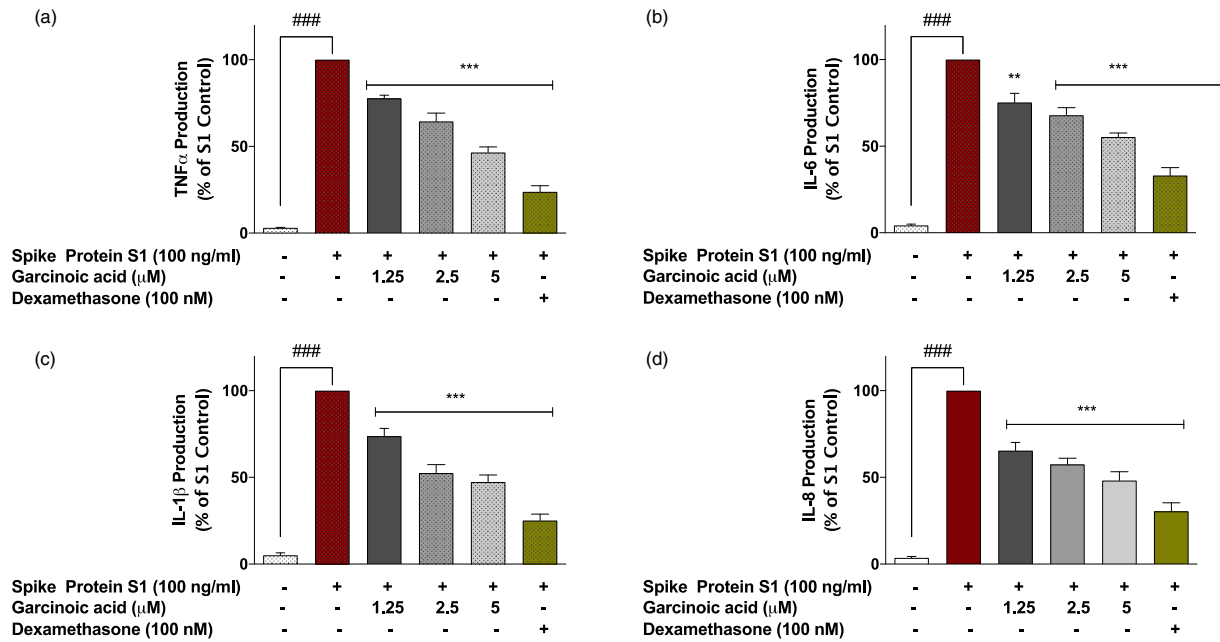 (a)
###
***
TNFα Production
(% of S1 Control)
100
50
0
Spike Protein S1 (100 ng/ml) - + + + + +
Garcinoic acid (μM) - - 1.25 2.5 5 -
Dexamethasone (100 nM) - - - - - +
(b)
###
**
***
IL-6 Production
(% of S1 Control)
100
50
0
Spike Protein S1 (100 ng/ml) - + + + + +
Garcinoic acid (μM) - - 1.25 2.5 5 -
Dexamethasone (100 nM) - - - - - +
(c)
###
***
IL-1β Production
(% of S1 Control)
100
50
0
Spike Protein S1 (100 ng/ml) - + + + + +
Garcinoic acid (μM) - - 1.25 2.5 5 -
Dexamethasone (100 nM) - - - - - +
(d)
###
***
IL-8 Production
(% of S1 Control)
100
50
0
Spike Protein S1 (100 ng/ml) - + + + + +
Garcinoic acid (μM) - - 1.25 2.5 5 -
Dexamethasone (100 nM) - - - - - +